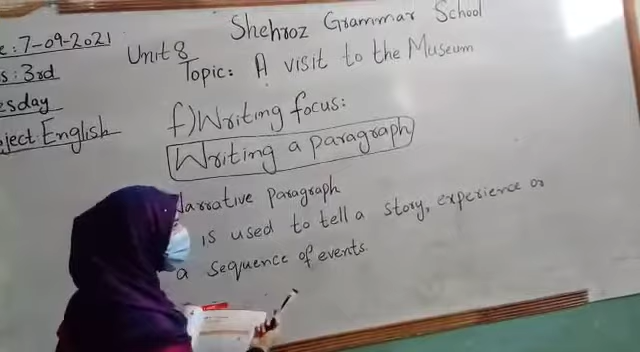 Shehroz Grammar School
e: 7-09-2021
Unit 8
s: 3rd
Topic: A visit to the Museum
esday
ject: English
f) Writing focus:
Writing a paragraph
Narrative Paragraph
is used to tell a story, experience or
a sequence of events.